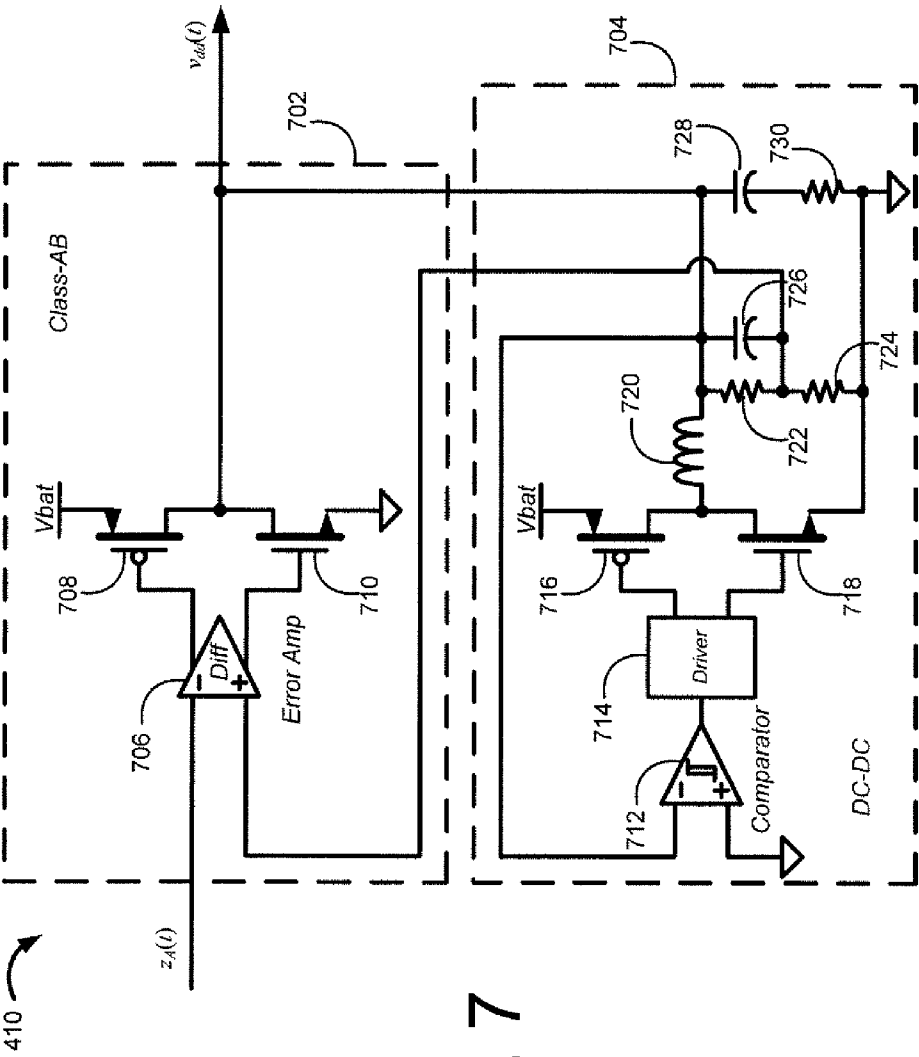 410
z_A(t)
v_dd(t)
702
Class-AB
Vbat
708
710
706
Diff
−
+
Error Amp
704
728
730
726
724
720
722
Vbat
716
718
Driver
714
712
−
+
Comparator
DC-DC
7